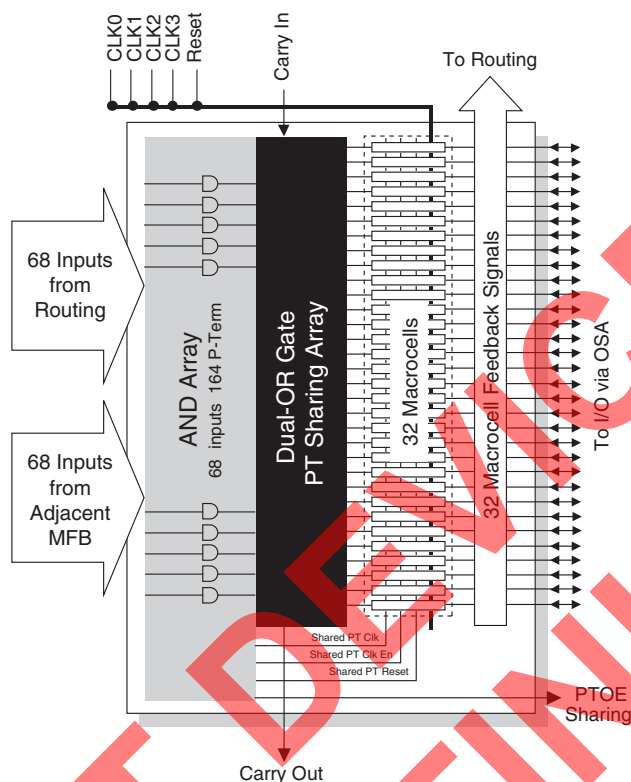 CLK0
CLK1
CLK2
CLK3
Reset
Carry In
To Routing
68 Inputs
from
Routing
68 Inputs
from
Adjacent
MFB
AND Array
68 inputs 164 P-Term
Dual-OR Gate
PT Sharing Array
32 Macrocells
32 Macrocell Feedback Signals
To I/O via OSA
Shared PT Clk
Shared PT Clk En
Shared PT Reset
PTOE
Sharing
Carry Out
DEVIC